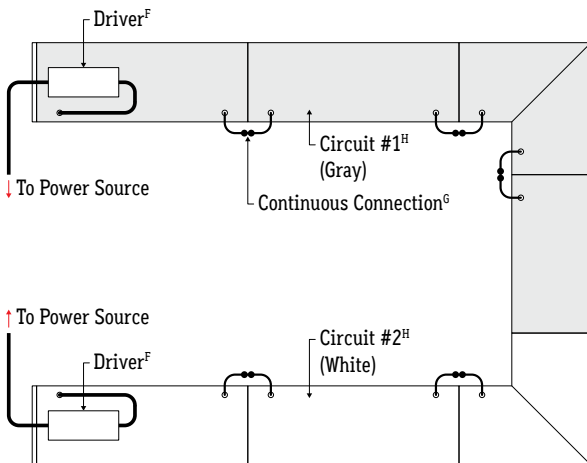 Driverᶠ
Circuit #1ᴴ
(Gray)
To Power Source
Continuous Connectionᴳ
To Power Source
Circuit #2ᴴ
(White)
Driverᶠ